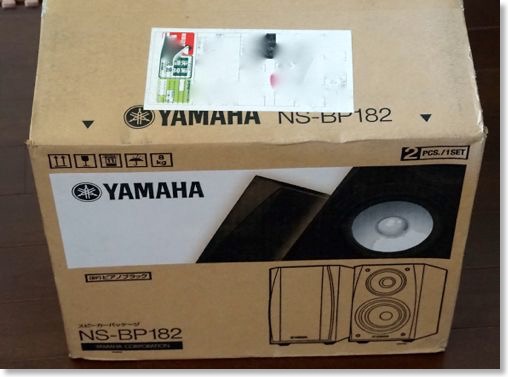 YAMAHA NS-BP182
2 PCS./1SET
8
kg
YAMAHA
(BP) ピアノブラック
スピーカーパッケージ
NS-BP182
YAMAHA CORPORATION